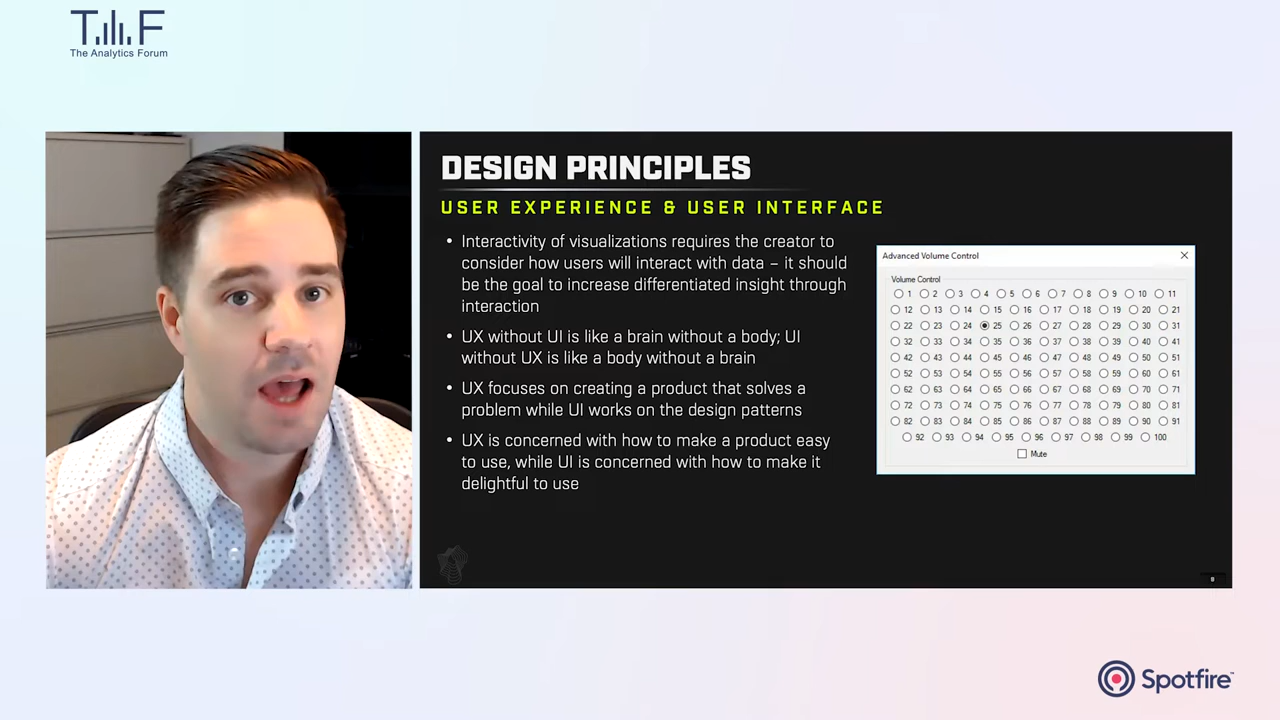 T F
The Analytics Forum
DESIGN PRINCIPLES
USER EXPERIENCE & USER INTERFACE
• Interactivity of visualizations requires the creator to
consider how users will interact with data – it should
be the goal to increase differentiated insight through
interaction
• UX without UI is like a brain without a body; UI
without UX is like a body without a brain
• UX focuses on creating a product that solves a
problem while UI works on the design patterns
• UX is concerned with how to make a product easy
to use, while UI is concerned with how to make it
delightful to use
Advanced Volume Control
Volume Control
1 2 3 4 5 6 7 8 9 10 11
12 13 14 15 16 17 18 19 20 21
22 23 24 25 26 27 28 29 30 31
32 33 34 35 36 37 38 39 40 41
42 43 44 45 46 47 48 49 50 51
52 53 54 55 56 57 58 59 60 61
62 63 64 65 66 67 68 69 70 71
72 73 74 75 76 77 78 79 80 81
82 83 84 85 86 87 88 89 90 91
92 93 94 95 96 97 98 99 100
Mute
Spotfire™